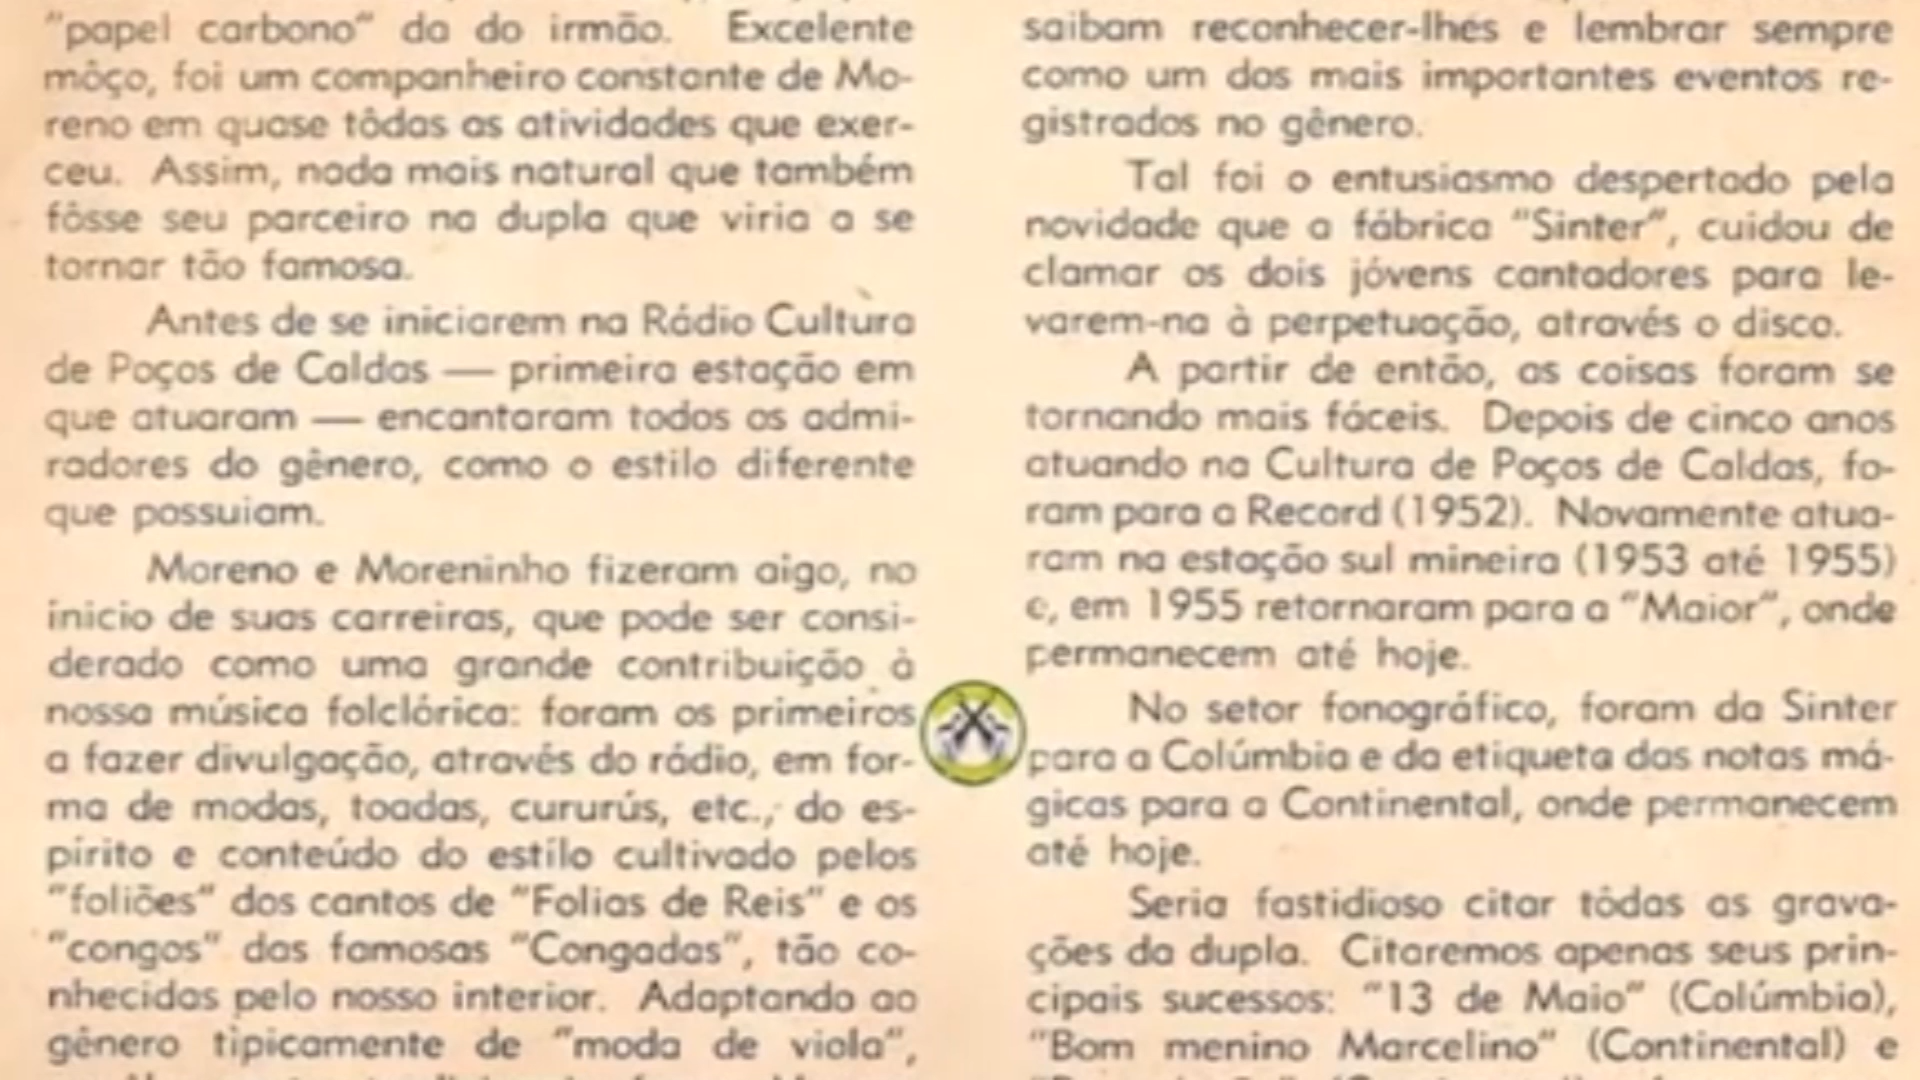 "papel carbono" da do irmão. Excelente
môço, foi um companheiro constante de Mo-
reno em quase tôdas as atividades que exer-
ceu. Assim, nada mais natural que também
fôsse seu parceiro na dupla que viria a se
tornar tão famosa.
Antes de se iniciarem na Rádio Cultura
de Poços de Caldas — primeira estação em
que atuaram — encantaram todos os admi-
radores do gênero, como o estilo diferente
que possuiam.
Moreno e Moreninho fizeram aigo, no
inicio de suas carreiras, que pode ser consi-
derado como uma grande contribuição à
nossa música folclórica: foram os primeiros
a fazer divulgação, através do rádio, em for-
ma de modas, toadas, cururús, etc., do es-
pírito e conteúdo do estilo cultivado pelos
"foliões" dos cantos de "Folias de Reis" e os
"congos" das famosas "Congadas", tão co-
nhecidas pelo nosso interior. Adaptando ao
gênero tipicamente de "moda de viola",
saibam reconhecer-lhes e lembrar sempre
como um dos mais importantes eventos re-
gistrados no gênero.
Tal foi o entusiasmo despertado pela
novidade que a fábrica "Sinter", cuidou de
clamar os dois jóvens cantadores para le-
varem-na à perpetuação, através o disco.
A partir de então, as coisas foram se
tornando mais fáceis. Depois de cinco anos
atuando na Cultura de Poços de Caldas, fo-
ram para a Record (1952). Novamente atua-
ram na estação sul mineira (1953 até 1955)
e, em 1955 retornaram para a "Maior", onde
permanecem até hoje.
No setor fonográfico, foram da Sinter
para a Colúmbia e da etiqueta das notas má-
gicas para a Continental, onde permanecem
até hoje.
Seria fastidioso citar tôdas as grava-
ções da dupla. Citaremos apenas seus prin-
cipais sucessos: "13 de Maio" (Colúmbia),
"Bom menino Marcelino" (Continental) e